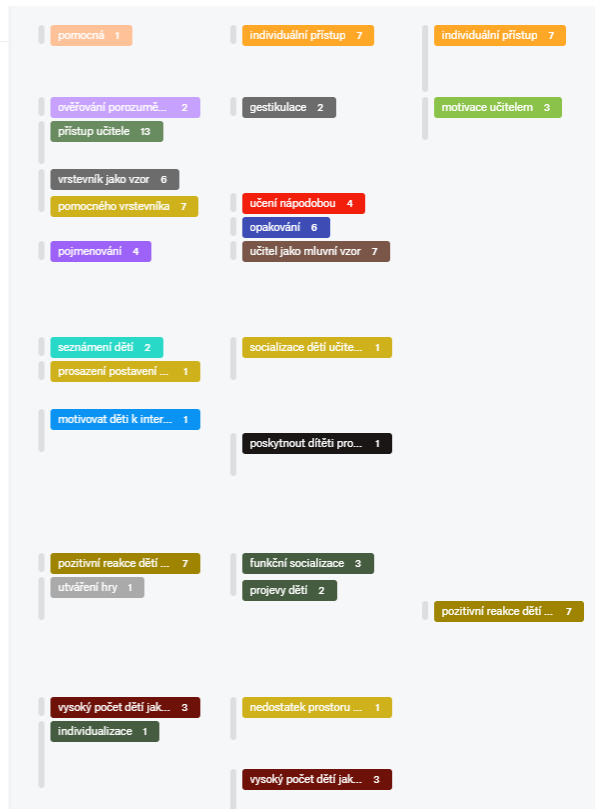 pomocná 1 individuální přístup 7 individuální přístup 7
ověřování porozumě... 2 gestikulace 2 motivace učitelem 3
přístup učitele 13
vrstevník jako vzor 6
pomocného vrstevníka 7 učení nápodobou 4
opakování 6
pojmenování 4 učitel jako mluvní vzor 7
seznámení dětí 2 socializace dětí učite... 1
prosazení postavení ... 1
motivovat děti k inter... 1
poskytnout dítěti pro... 1
pozitivní reakce dětí ... 7 funkční socializace 3
utváření hry 1 projevy dětí 2
pozitivní reakce dětí ... 7
vysoký počet dětí jak... 3 nedostatek prostoru ... 1
individualizace 1
vysoký počet dětí jak... 3